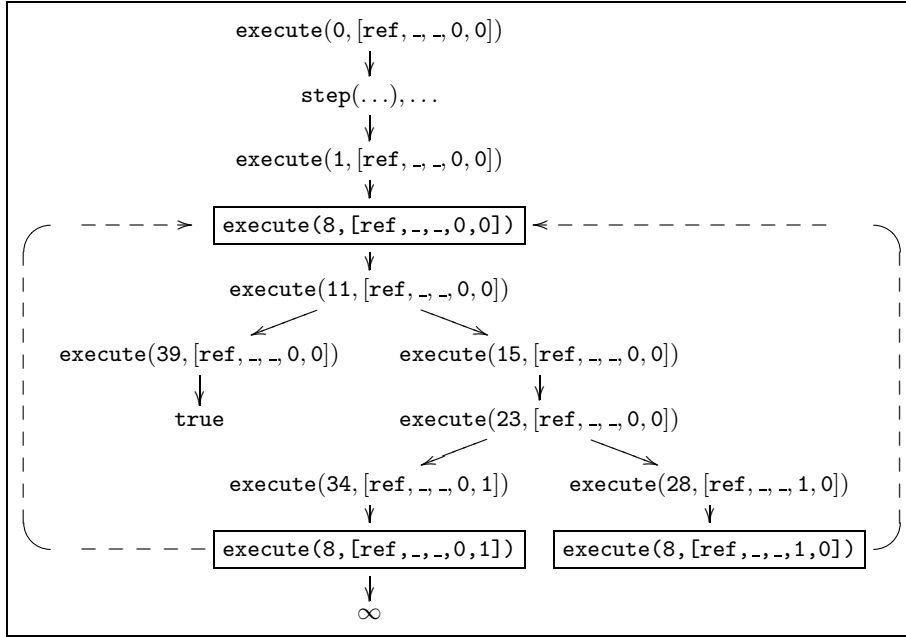 execute(0, [ref, _, _, 0, 0])
step(...), ...
execute(1, [ref, _, _, 0, 0])
execute(8, [ref,_,_,0,0])
execute(11, [ref, _, _, 0, 0])
execute(39, [ref, _, _, 0, 0]) execute(15, [ref, _, _, 0, 0])
true execute(23, [ref, _, _, 0, 0])
execute(34, [ref, _, _, 0, 1]) execute(28, [ref, _, _, 1, 0])
execute(8, [ref,_,_,0,1]) execute(8, [ref,_,_,1,0])
∞